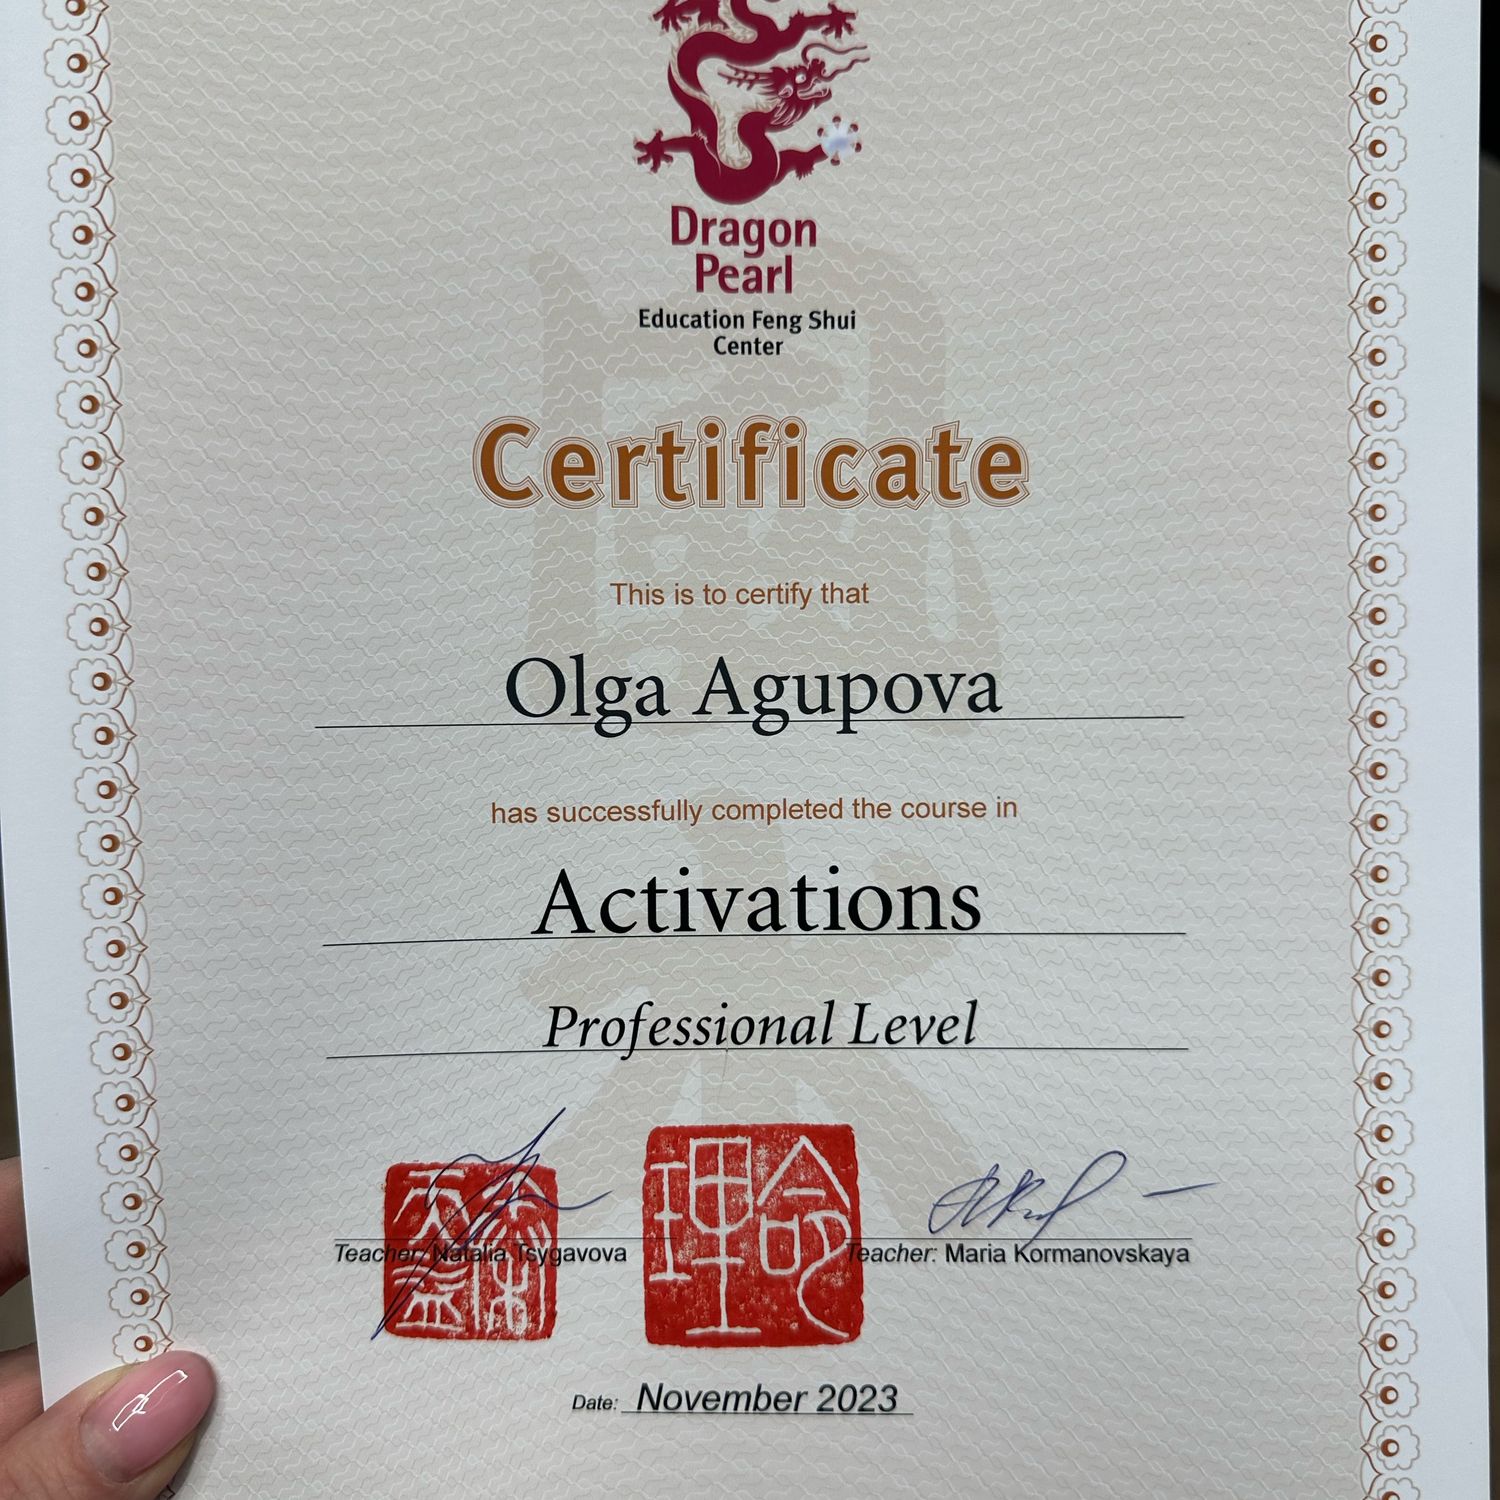 Dragon
Pearl
Education Feng Shui
Center
Certificate
This is to certify that
Olga Agupova
has successfully completed the course in
Activations
Professional Level
Teacher: Natalia Tsygavova
Teacher: Maria Kormanovskaya
Date: November 2023